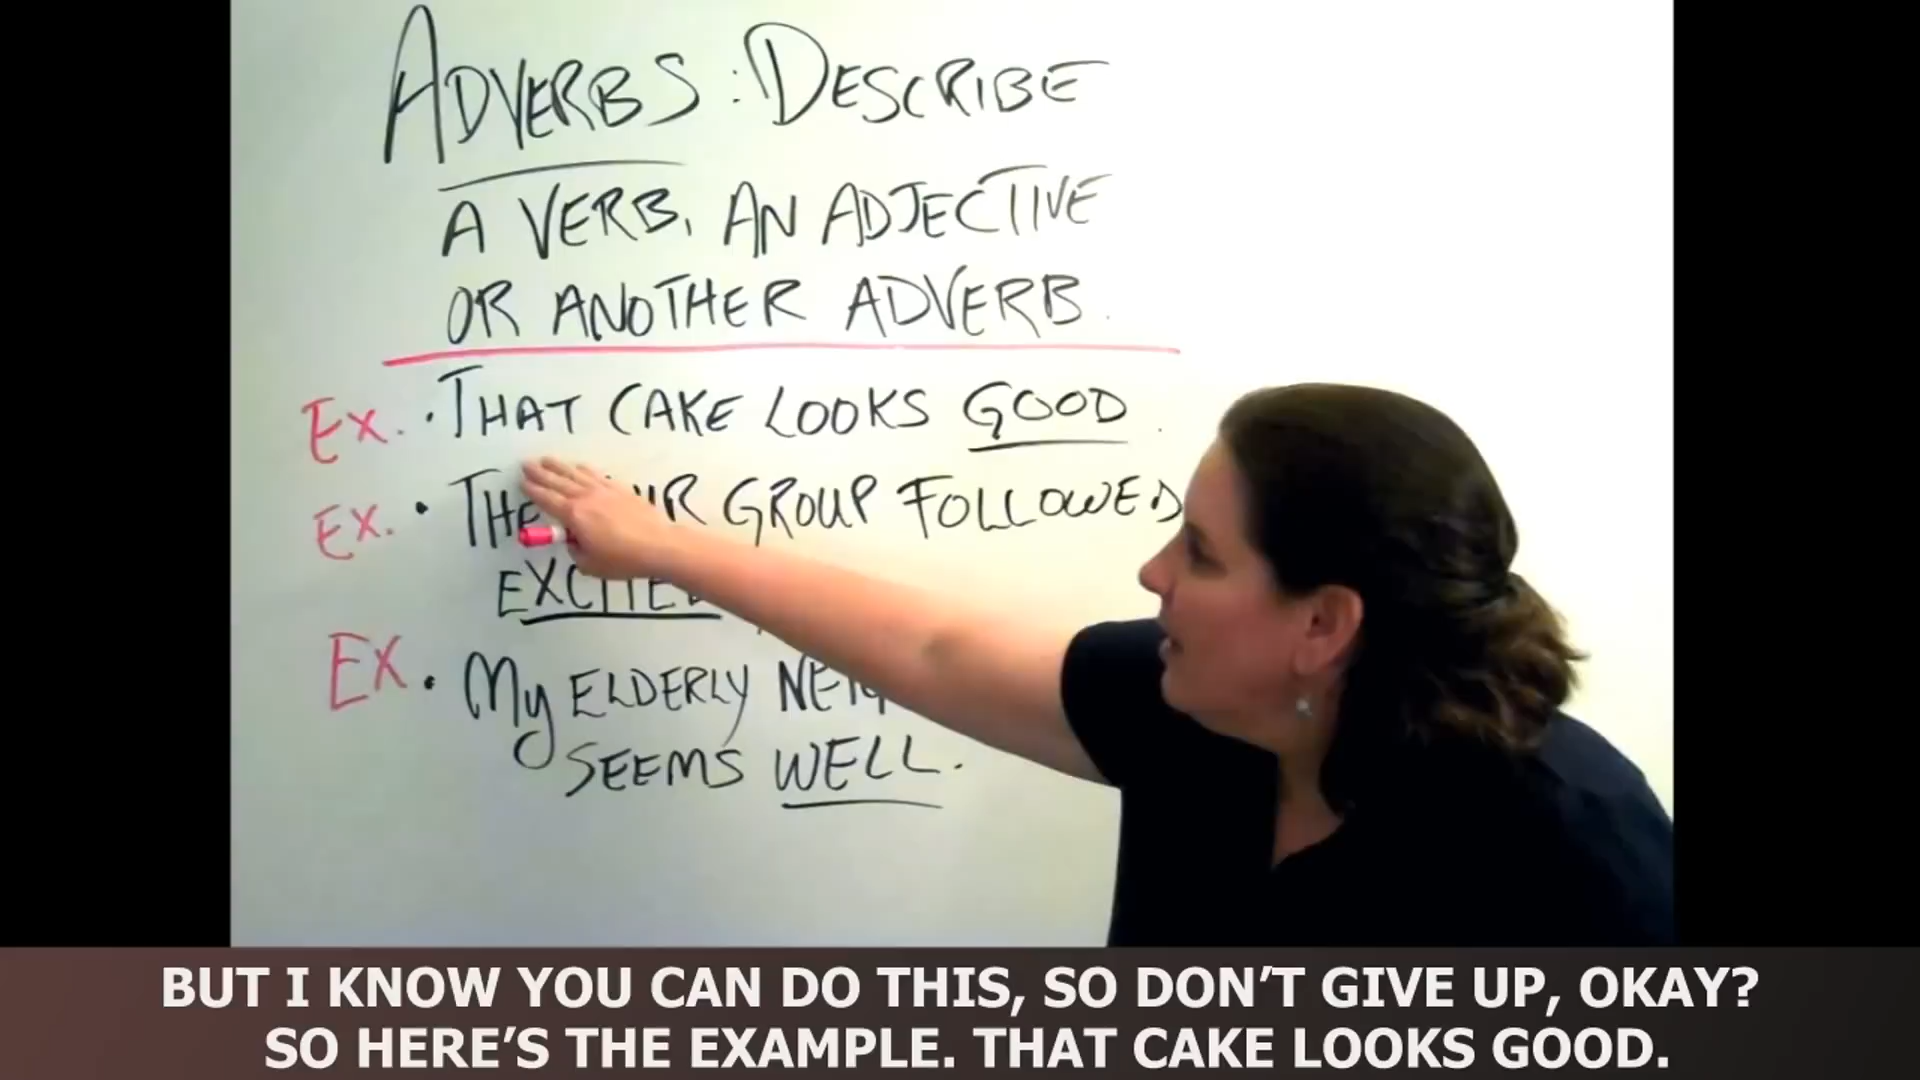 ADVERBS: DESCRIBE
A VERB, AN ADJECTIVE
OR ANOTHER ADVERB.
Ex. · THAT CAKE LOOKS GOOD.
Ex. · GROUP FOLLOWED
EXCITED
Ex. · My ELDERLY
SEEMS WELL.
BUT I KNOW YOU CAN DO THIS, SO DON'T GIVE UP, OKAY?
SO HERE'S THE EXAMPLE. THAT CAKE LOOKS GOOD.